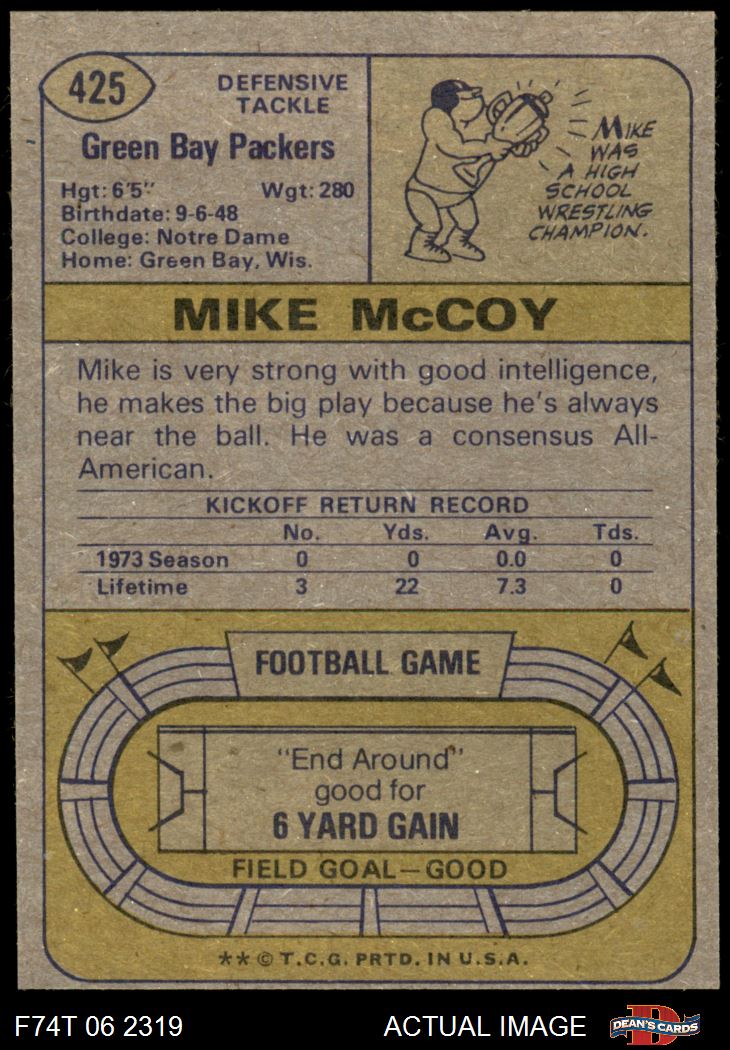 425
DEFENSIVE
TACKLE
Green Bay Packers
Hgt: 6'5" Wgt: 280
Birthdate: 9-6-48
College: Notre Dame
Home: Green Bay, Wis.
MIKE
WAS
A HIGH
SCHOOL
WRESTLING
CHAMPION.
MIKE McCOY
Mike is very strong with good intelligence,
he makes the big play because he's always
near the ball. He was a consensus All-
American.
KICKOFF RETURN RECORD
No. Yds. Avg. Tds.
1973 Season 0 0 0.0 0
Lifetime 3 22 7.3 0
FOOTBALL GAME
"End Around"
good for
6 YARD GAIN
FIELD GOAL—GOOD
**© T.C.G. PRTD. IN U.S.A.
F74T 06 2319 ACTUAL IMAGE
D
DEAN'S CARDS